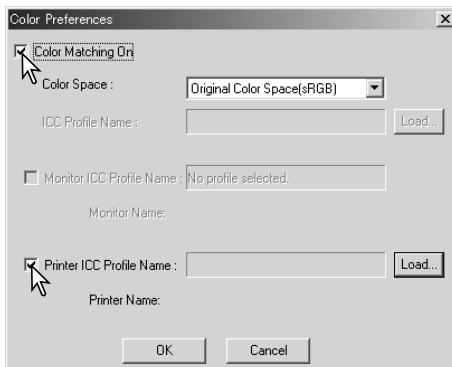 Color Preferences
Color Matching On
Color Space :
Original Color Space(sRGB)
ICC Profile Name :
Load...
Monitor ICC Profile Name :
No profile selected.
Monitor Name:
Printer ICC Profile Name :
Load...
Printer Name:
OK
Cancel